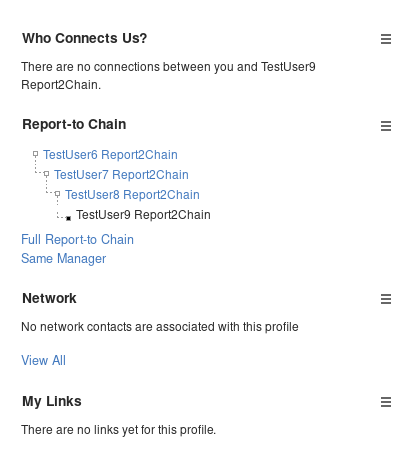 Who Connects Us?
There are no connections between you and TestUser9
Report2Chain.
Report-to Chain
TestUser6 Report2Chain
TestUser7 Report2Chain
TestUser8 Report2Chain
TestUser9 Report2Chain
Full Report-to Chain
Same Manager
Network
No network contacts are associated with this profile
View All
My Links
There are no links yet for this profile.